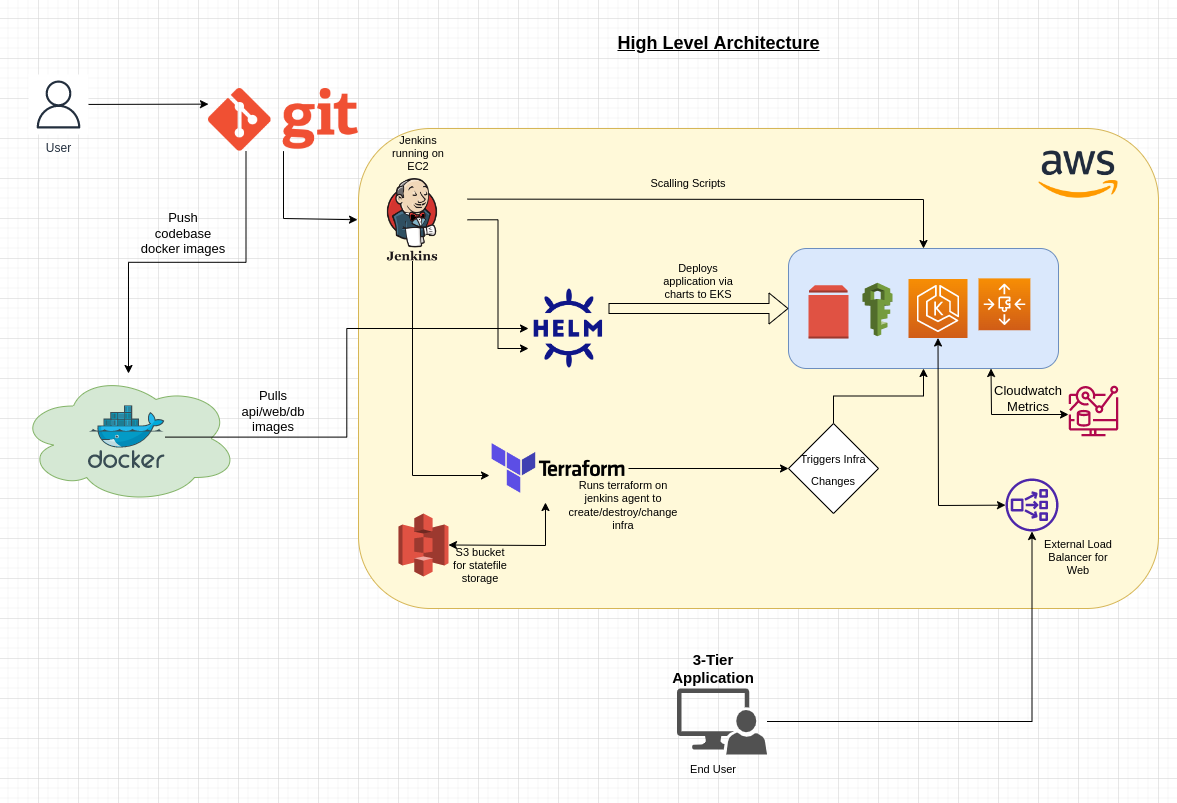 High Level Architecture
git
User
Jenkins
running on
EC2
aws
Scalling Scripts
Push
codebase
docker images
Jenkins
Deploys
application via
charts to EKS
HELM
K
Pulls
api/web/db
images
docker
Cloudwatch
Metrics
Terraform
Runs terraform on
jenkins agent to
create/destroy/change
infra
Triggers Infra
Changes
S3 bucket
for statefile
storage
External Load
Balancer for
Web
3-Tier
Application
End User